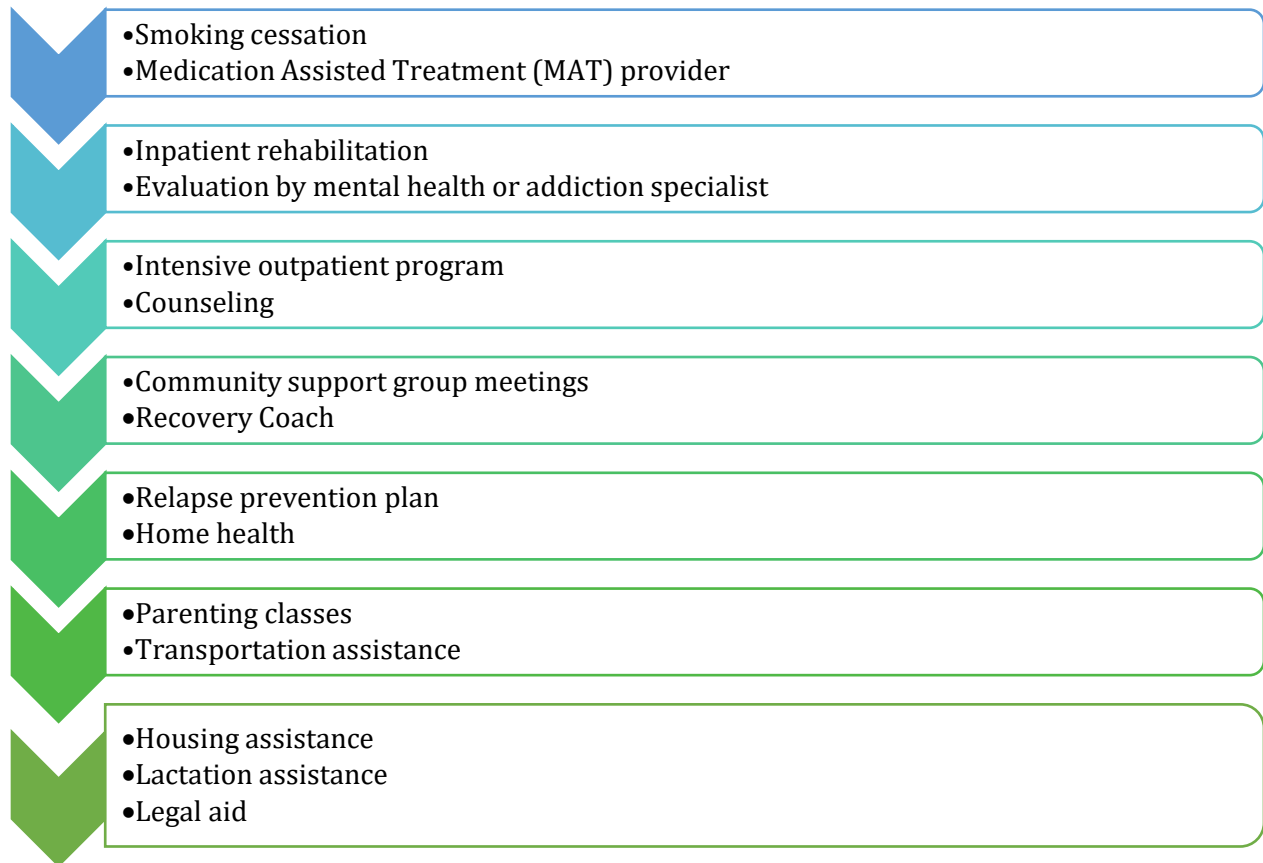 •Smoking cessation
•Medication Assisted Treatment (MAT) provider
•Inpatient rehabilitation
•Evaluation by mental health or addiction specialist
•Intensive outpatient program
•Counseling
•Community support group meetings
•Recovery Coach
•Relapse prevention plan
•Home health
•Parenting classes
•Transportation assistance
•Housing assistance
•Lactation assistance
•Legal aid